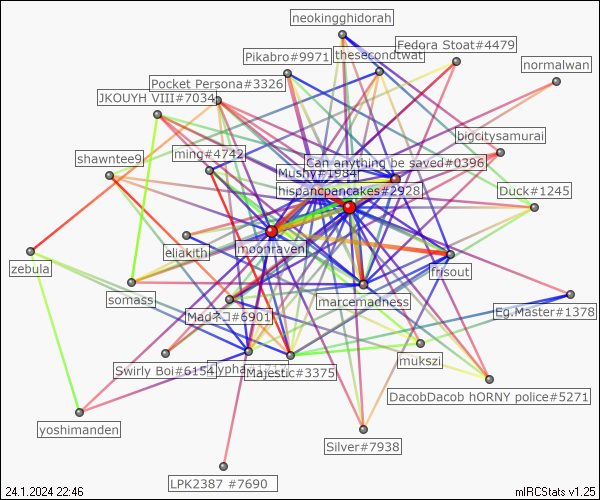 neokingghidorah
Fedora Stoat#4479
thesecondtwat
Pikabro#9971
normalwan
Pocket Persona#3326
JKOUYH VIII#7034
bigcitysamurai
ming#4742
Can anything be saved#0396
shawntee9
Mushy#1984
hispancpancakes#2928
Duck#1245
moonraven
eliakith
frisout
zebula
somass
marcemadness
Eg.Master#1378
Madネコ#6901
mukszi
Swirly Boi#6154
Majestic#3375
DacobDacob hORNY police#5271
yoshimanden
Silver#7938
LPK2387 #7690
24.1.2024 22:46
mIRCStats v1.25